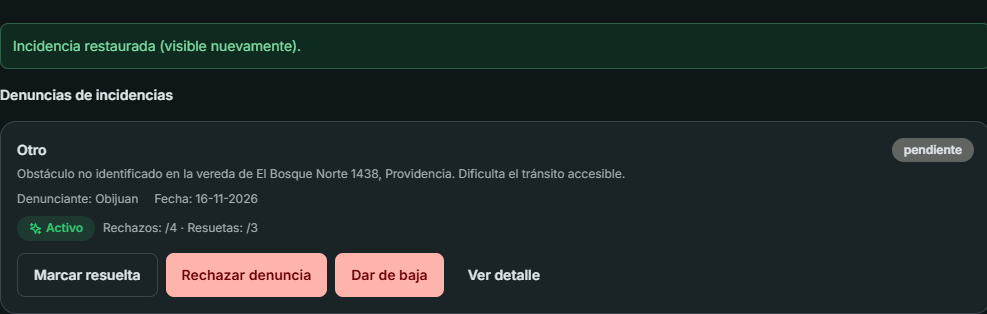 Incidencia restaurada (visible nuevamente).
Denuncias de incidencias
Otro
pendiente
Obstáculo no identificado en la vereda de El Bosque Norte 1438, Providencia. Dificulta el tránsito accesible.
Denunciante: Obijuan Fecha: 16-11-2026
Activo Rechazos: /4 · Resuetas: /3
Marcar resuelta Rechazar denuncia Dar de baja Ver detalle